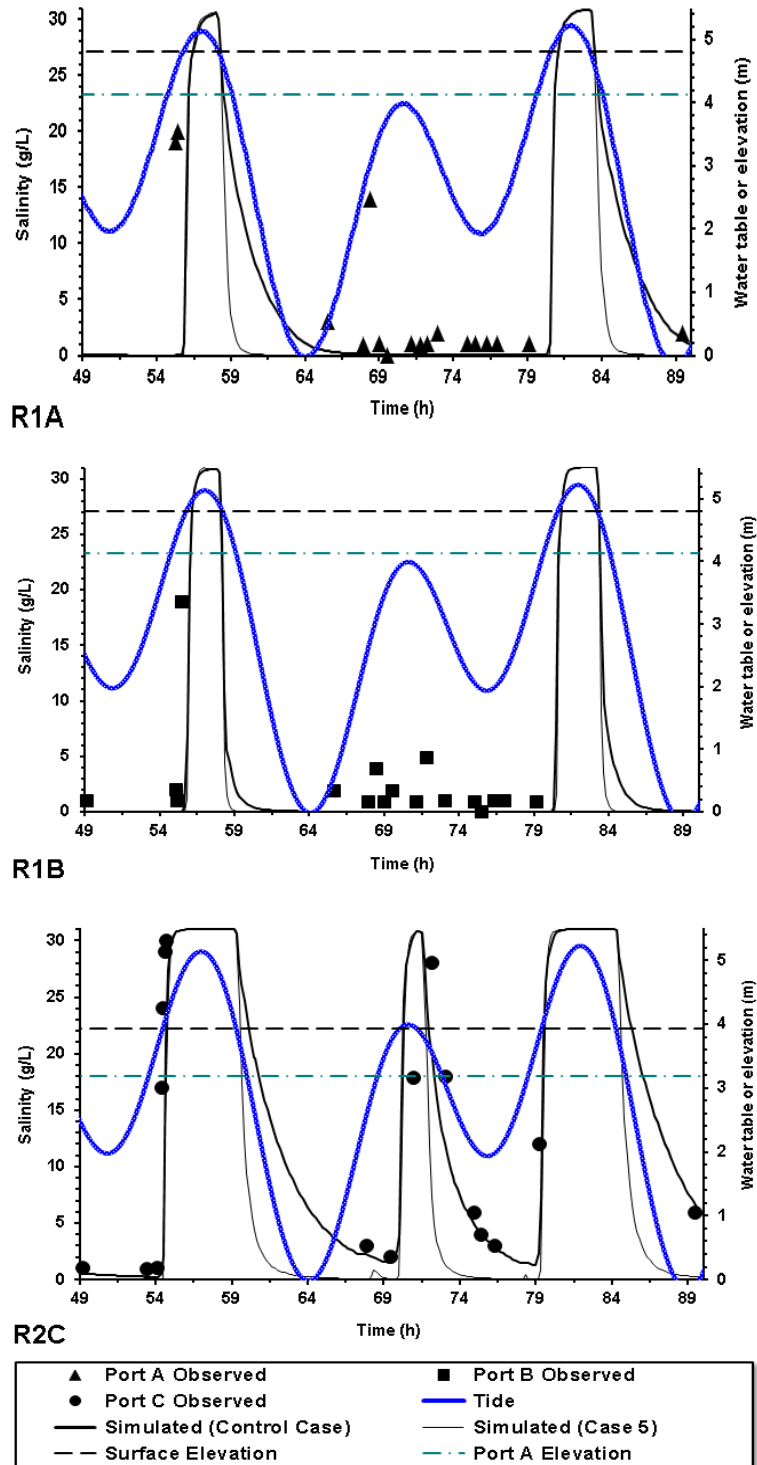 30
25
20
15
10
5
0
Salinity (g/L)
5
4
3
2
1
0
Water table or elevation (m)
49 54 59 64 69 74 79 84 89
Time (h)
R1A
30
25
20
15
10
5
0
Salinity (g/L)
5
4
3
2
1
0
Water table or elevation (m)
49 54 59 64 69 74 79 84 89
Time (h)
R1B
30
25
20
15
10
5
0
Salinity (g/L)
5
4
3
2
1
0
Water table or elevation (m)
49 54 59 64 69 74 79 84 89
Time (h)
R2C
Port A Observed Port B Observed
Port C Observed Tide
Simulated (Control Case) Simulated (Case 5)
Surface Elevation Port A Elevation